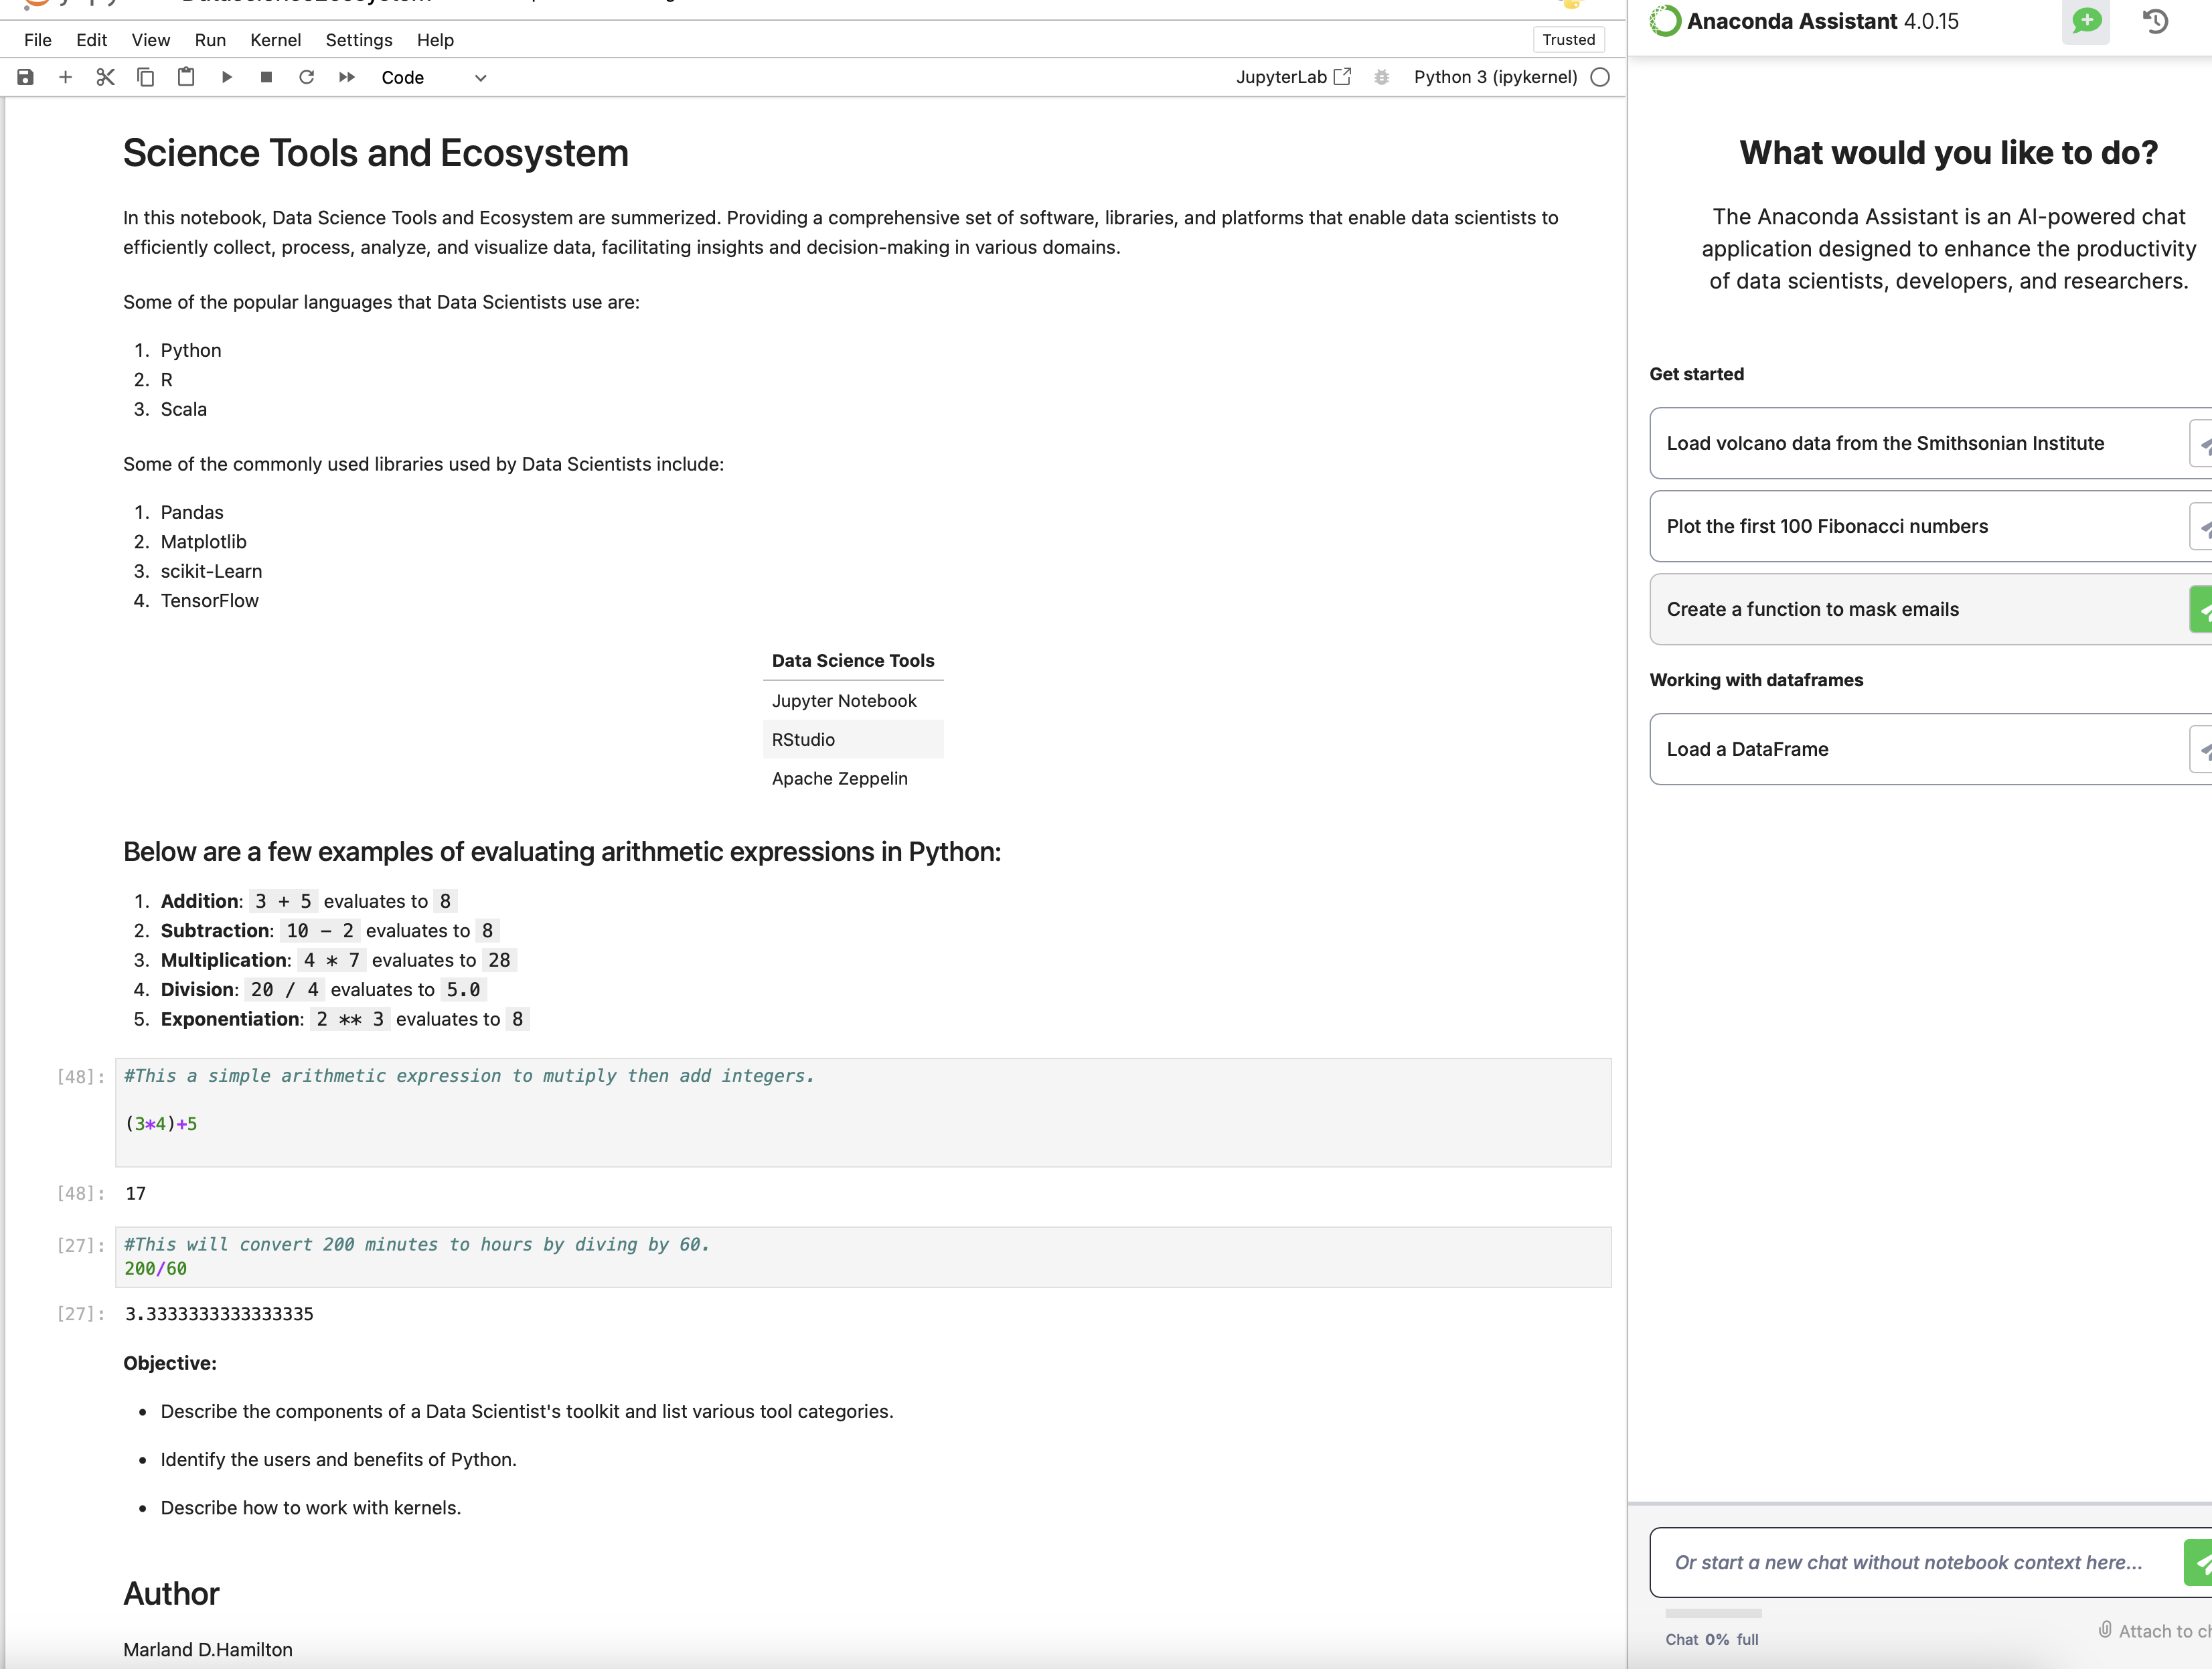 File Edit View Run Kernel Settings Help
Trusted
Code
JupyterLab
Python 3 (ipykernel)
Science Tools and Ecosystem
In this notebook, Data Science Tools and Ecosystem are summerized. Providing a comprehensive set of software, libraries, and platforms that enable data scientists to
efficiently collect, process, analyze, and visualize data, facilitating insights and decision-making in various domains.
Some of the popular languages that Data Scientists use are:
1. Python
2. R
3. Scala
Some of the commonly used libraries used by Data Scientists include:
1. Pandas
2. Matplotlib
3. scikit-Learn
4. TensorFlow
Data Science Tools
Jupyter Notebook
RStudio
Apache Zeppelin
Below are a few examples of evaluating arithmetic expressions in Python:
1. Addition: 3 + 5 evaluates to 8
2. Subtraction: 10 - 2 evaluates to 8
3. Multiplication: 4 * 7 evaluates to 28
4. Division: 20 / 4 evaluates to 5.0
5. Exponentiation: 2 ** 3 evaluates to 8
[48]: #This a simple arithmetic expression to mutiply then add integers.
(3*4)+5
[48]: 17
[27]: #This will convert 200 minutes to hours by diving by 60.
200/60
[27]: 3.3333333333333335
Objective:
• Describe the components of a Data Scientist's toolkit and list various tool categories.
• Identify the users and benefits of Python.
• Describe how to work with kernels.
Author
Marland D.Hamilton
Anaconda Assistant 4.0.15
What would you like to do?
The Anaconda Assistant is an AI-powered chat
application designed to enhance the productivity
of data scientists, developers, and researchers.
Get started
Load volcano data from the Smithsonian Institute
Plot the first 100 Fibonacci numbers
Create a function to mask emails
Working with dataframes
Load a DataFrame
Or start a new chat without notebook context here...
Chat 0% full
Attach to